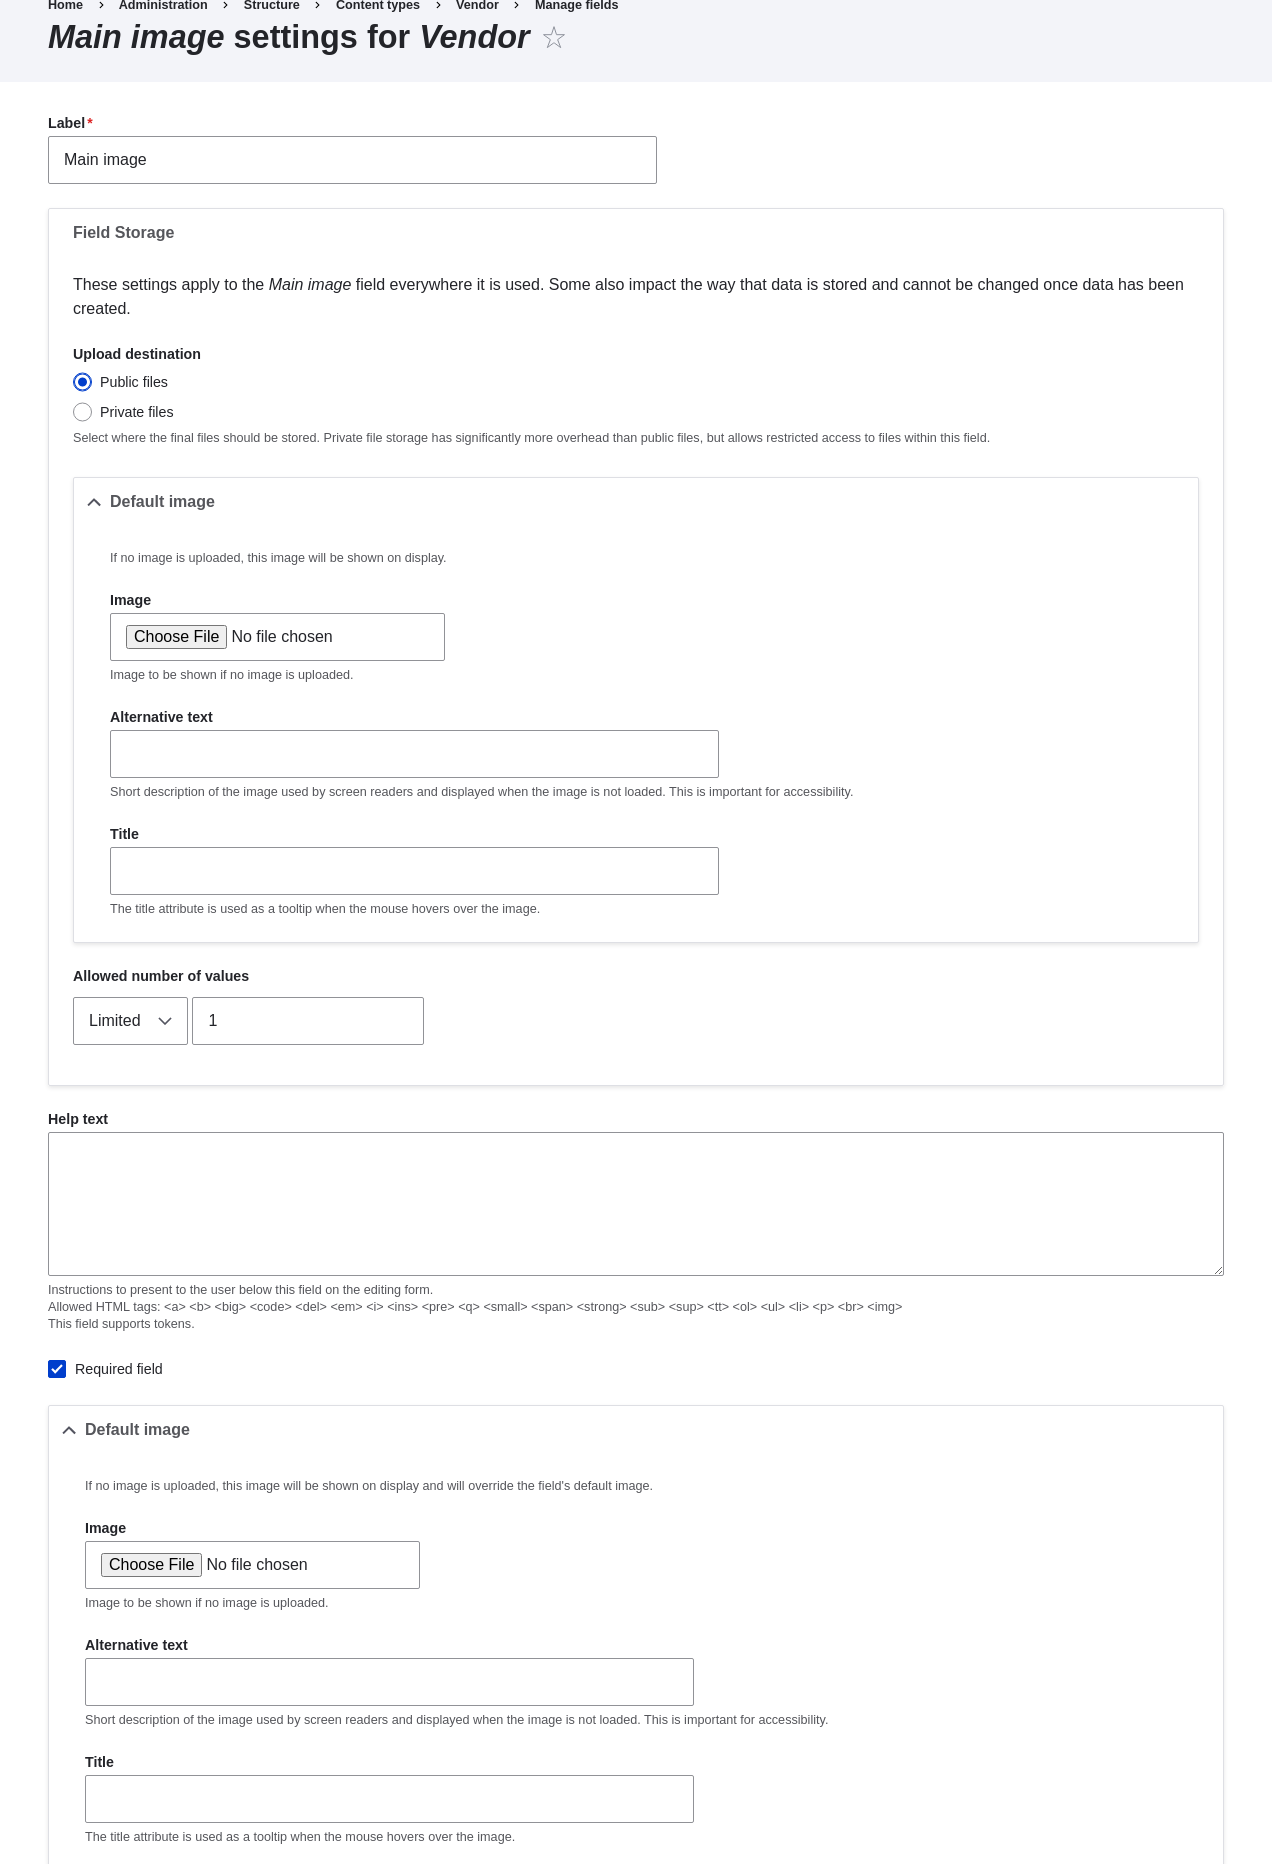 Home > Administration > Structure > Content types > Vendor > Manage fields
Main image settings for Vendor ☆
Label*
Main image
Field Storage
These settings apply to the Main image field everywhere it is used. Some also impact the way that data is stored and cannot be changed once data has been
created.
Upload destination
Public files
Private files
Select where the final files should be stored. Private file storage has significantly more overhead than public files, but allows restricted access to files within this field.
Default image
If no image is uploaded, this image will be shown on display.
Image
Choose File No file chosen
Image to be shown if no image is uploaded.
Alternative text
Short description of the image used by screen readers and displayed when the image is not loaded. This is important for accessibility.
Title
The title attribute is used as a tooltip when the mouse hovers over the image.
Allowed number of values
Limited 1
Help text
Instructions to present to the user below this field on the editing form.
Allowed HTML tags: <a> <b> <big> <code> <del> <em> <i> <ins> <pre> <q> <small> <span> <strong> <sub> <sup> <tt> <ol> <ul> <li> <p> <br> <img>
This field supports tokens.
Required field
Default image
If no image is uploaded, this image will be shown on display and will override the field's default image.
Image
Choose File No file chosen
Image to be shown if no image is uploaded.
Alternative text
Short description of the image used by screen readers and displayed when the image is not loaded. This is important for accessibility.
Title
The title attribute is used as a tooltip when the mouse hovers over the image.